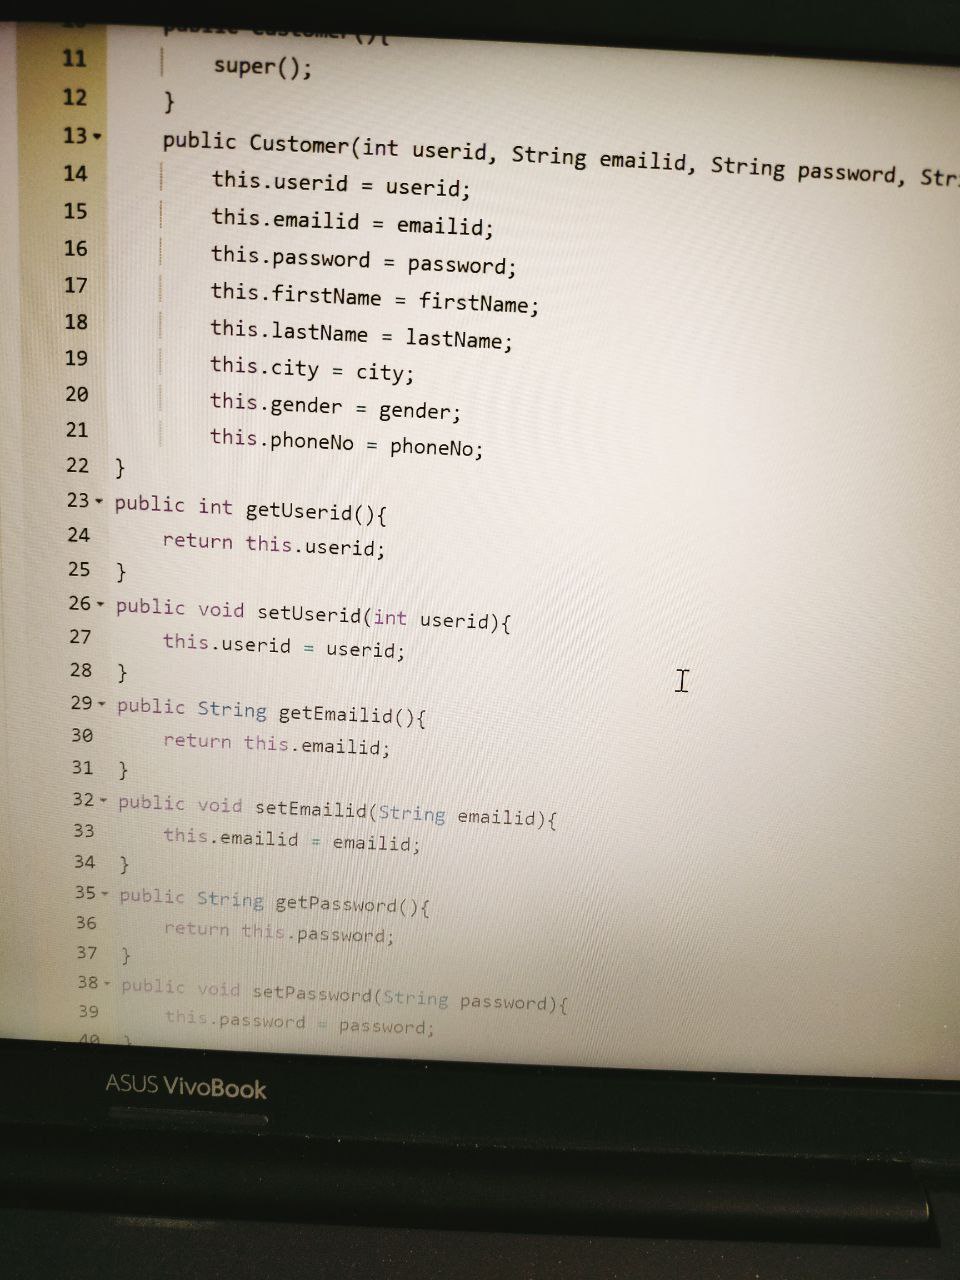 public Customer(){
11 super();
12 }
13 public Customer(int userid, String emailid, String password, Stri
14 this.userid = userid;
15 this.emailid = emailid;
16 this.password = password;
17 this.firstName = firstName;
18 this.lastName = lastName;
19 this.city = city;
20 this.gender = gender;
21 this.phoneNo = phoneNo;
22 }
23 public int getUserid(){
24 return this.userid;
25 }
26 public void setUserid(int userid){
27 this.userid = userid;
28 }
29 public String getEmailid(){
30 return this.emailid;
31 }
32 public void setEmailid(String emailid){
33 this.emailid = emailid;
34 }
35 public String getPassword(){
36 return this.password;
37 }
38 public void setPassword(String password){
39 this.password = password;
40 }
ASUS VivoBook